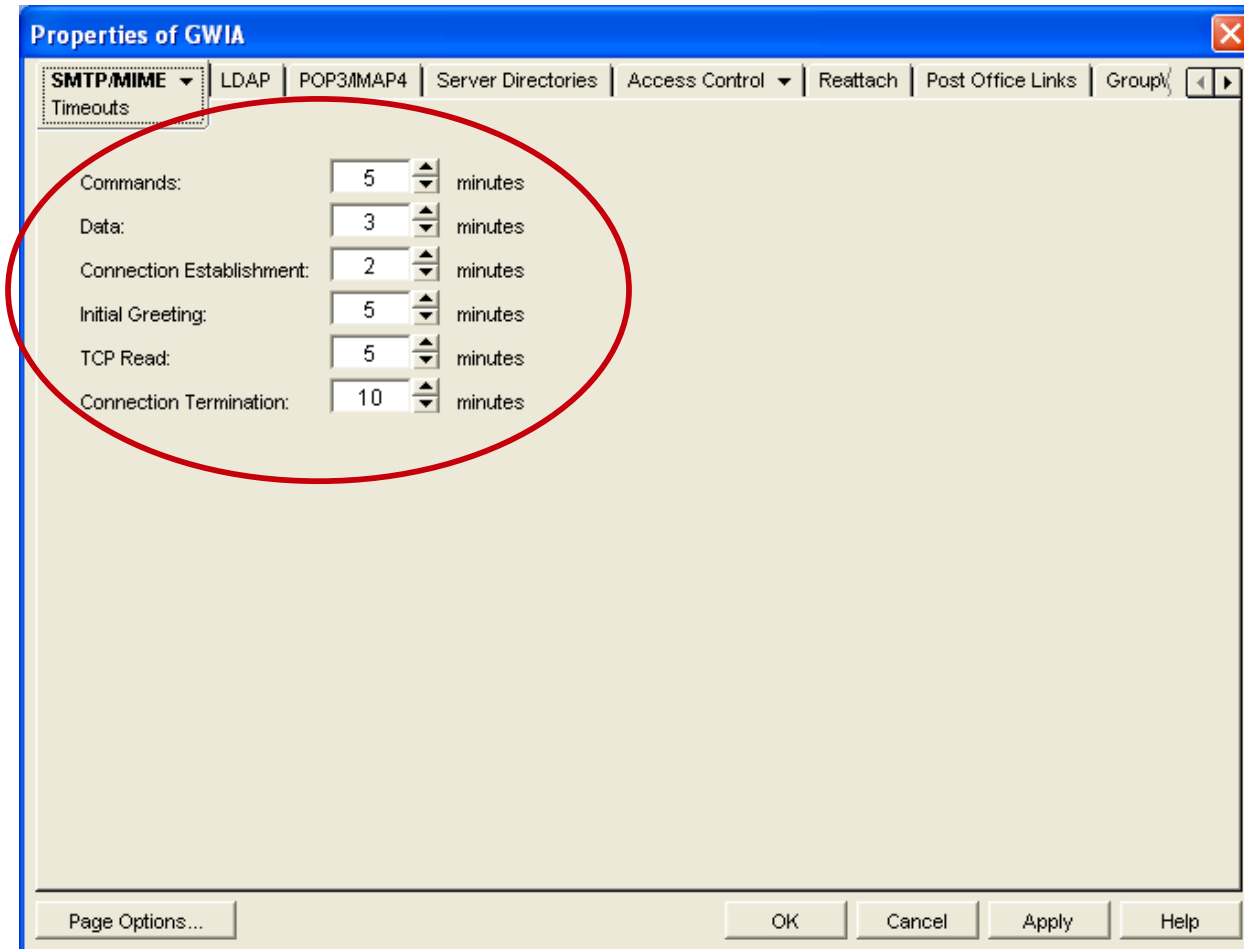 Properties of GWIA
SMTP/MIME LDAP POP3/IMAP4 Server Directories Access Control Reattach Post Office Links GroupW
Timeouts
Commands: 5 minutes
Data: 3 minutes
Connection Establishment: 2 minutes
Initial Greeting: 5 minutes
TCP Read: 5 minutes
Connection Termination: 10 minutes
Page Options... OK Cancel Apply Help